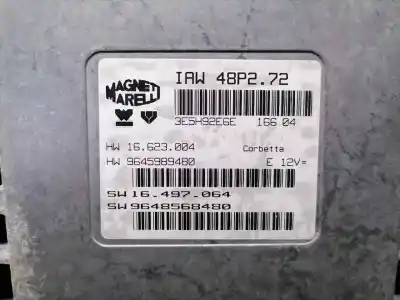 MAGNETI MARELLI
IAW 48P2.72
3E5H92E6E 166 04
HW 16.623.004 Corbetta
HW 9645989480 E 12V=
SW 16.497.064
SW 9648568480